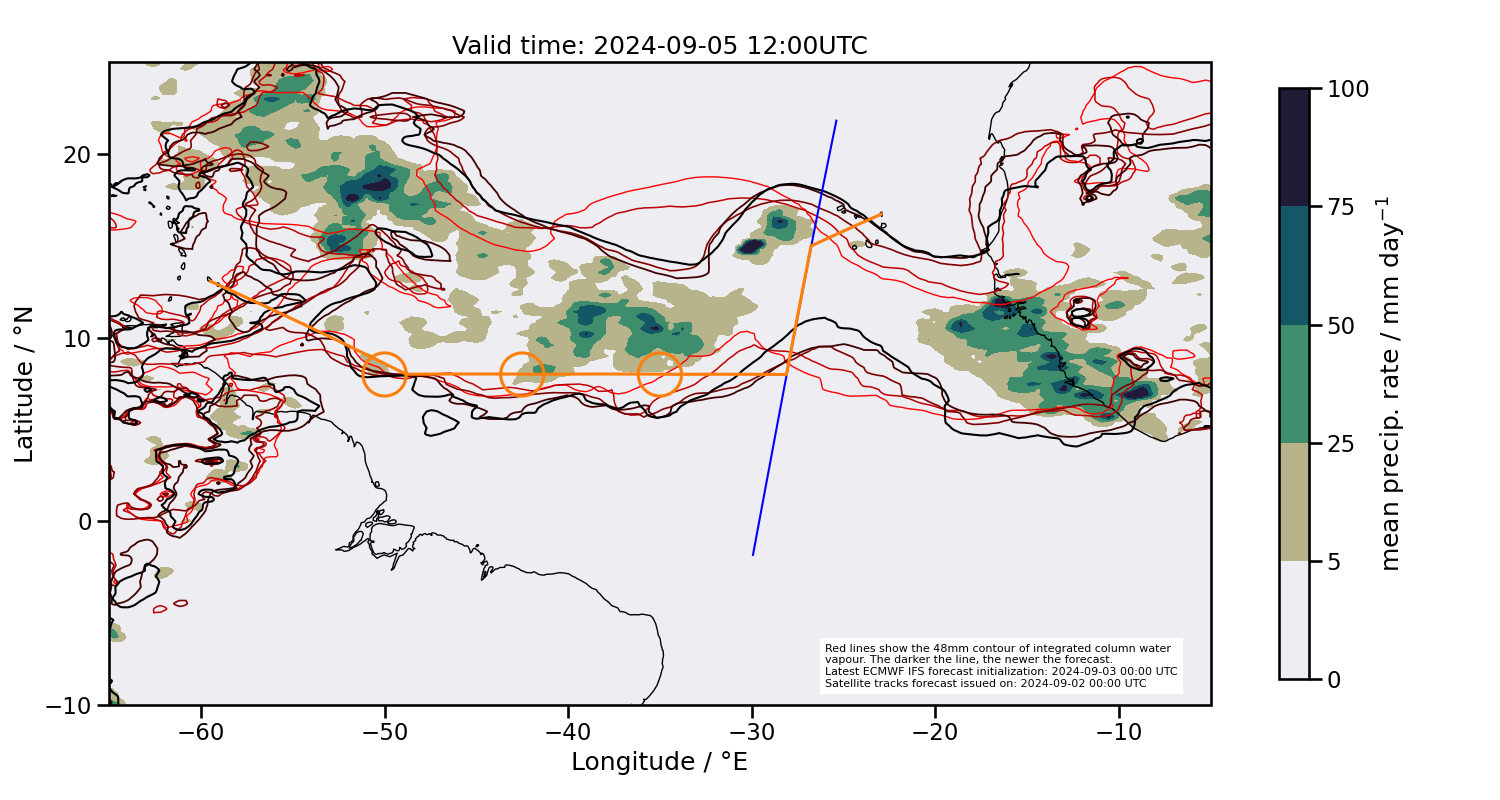 Valid time: 2024-09-05 12:00UTC
Latitude / °N
20
10
0
−10
−60
−50
−40
−30
−20
−10
Longitude / °E
Red lines show the 48mm contour of integrated column water
vapour. The darker the line, the newer the forecast.
Latest ECMWF IFS forecast initialization: 2024-09-03 00:00 UTC
Satellite tracks forecast issued on: 2024-09-02 00:00 UTC
100
75
50
25
5
0
mean precip. rate / mm day⁻¹